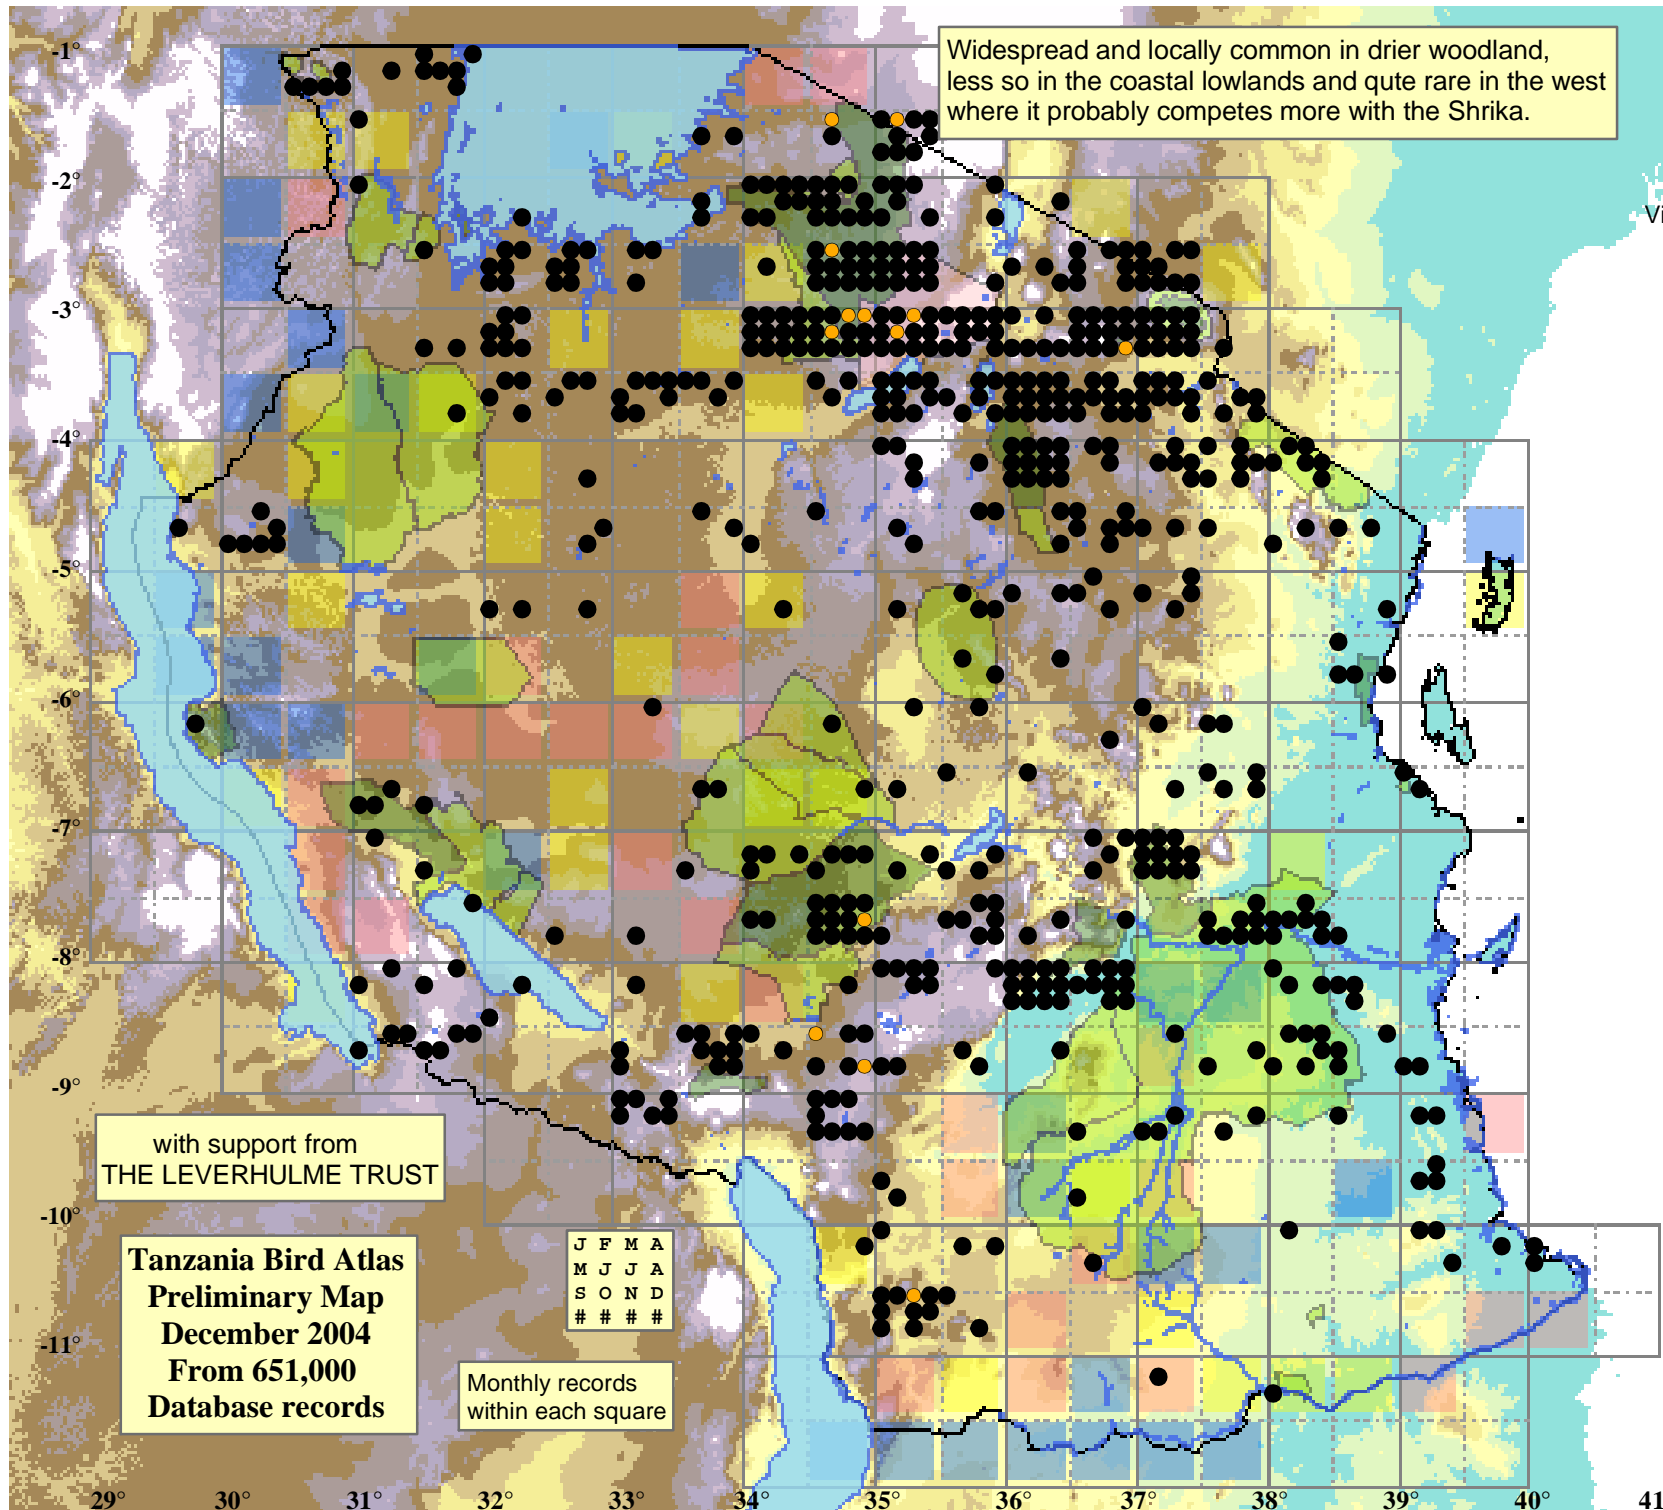 Widespread and locally common in drier woodland,
less so in the coastal lowlands and qute rare in the west
where it probably competes more with the Shrika.
-1°
-2°
Vi
-3°
-4°
-5°
-6°
-7°
-8°
-9°
with support from
THE LEVERHULME TRUST
-10°
Tanzania Bird Atlas
Preliminary Map
December 2004
From 651,000
Database records
J F M A
M J J A
S O N D
# # # #
-11°
Monthly records
within each square
29° 30° 31° 32° 33° 34° 35° 36° 37° 38° 39° 40° 41